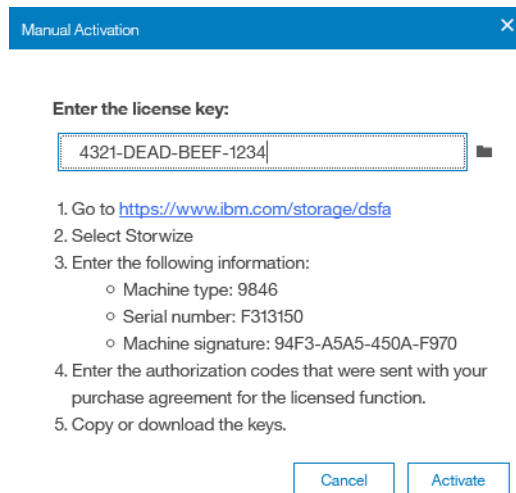 Manual Activation
Enter the license key:
4321-DEAD-BEEF-1234
1. Go to https://www.ibm.com/storage/dsfa
2. Select Storwize
3. Enter the following information:
Machine type: 9846
Serial number: F313150
Machine signature: 94F3-A5A5-450A-F970
4. Enter the authorization codes that were sent with your
purchase agreement for the licensed function.
5. Copy or download the keys.
Cancel
Activate